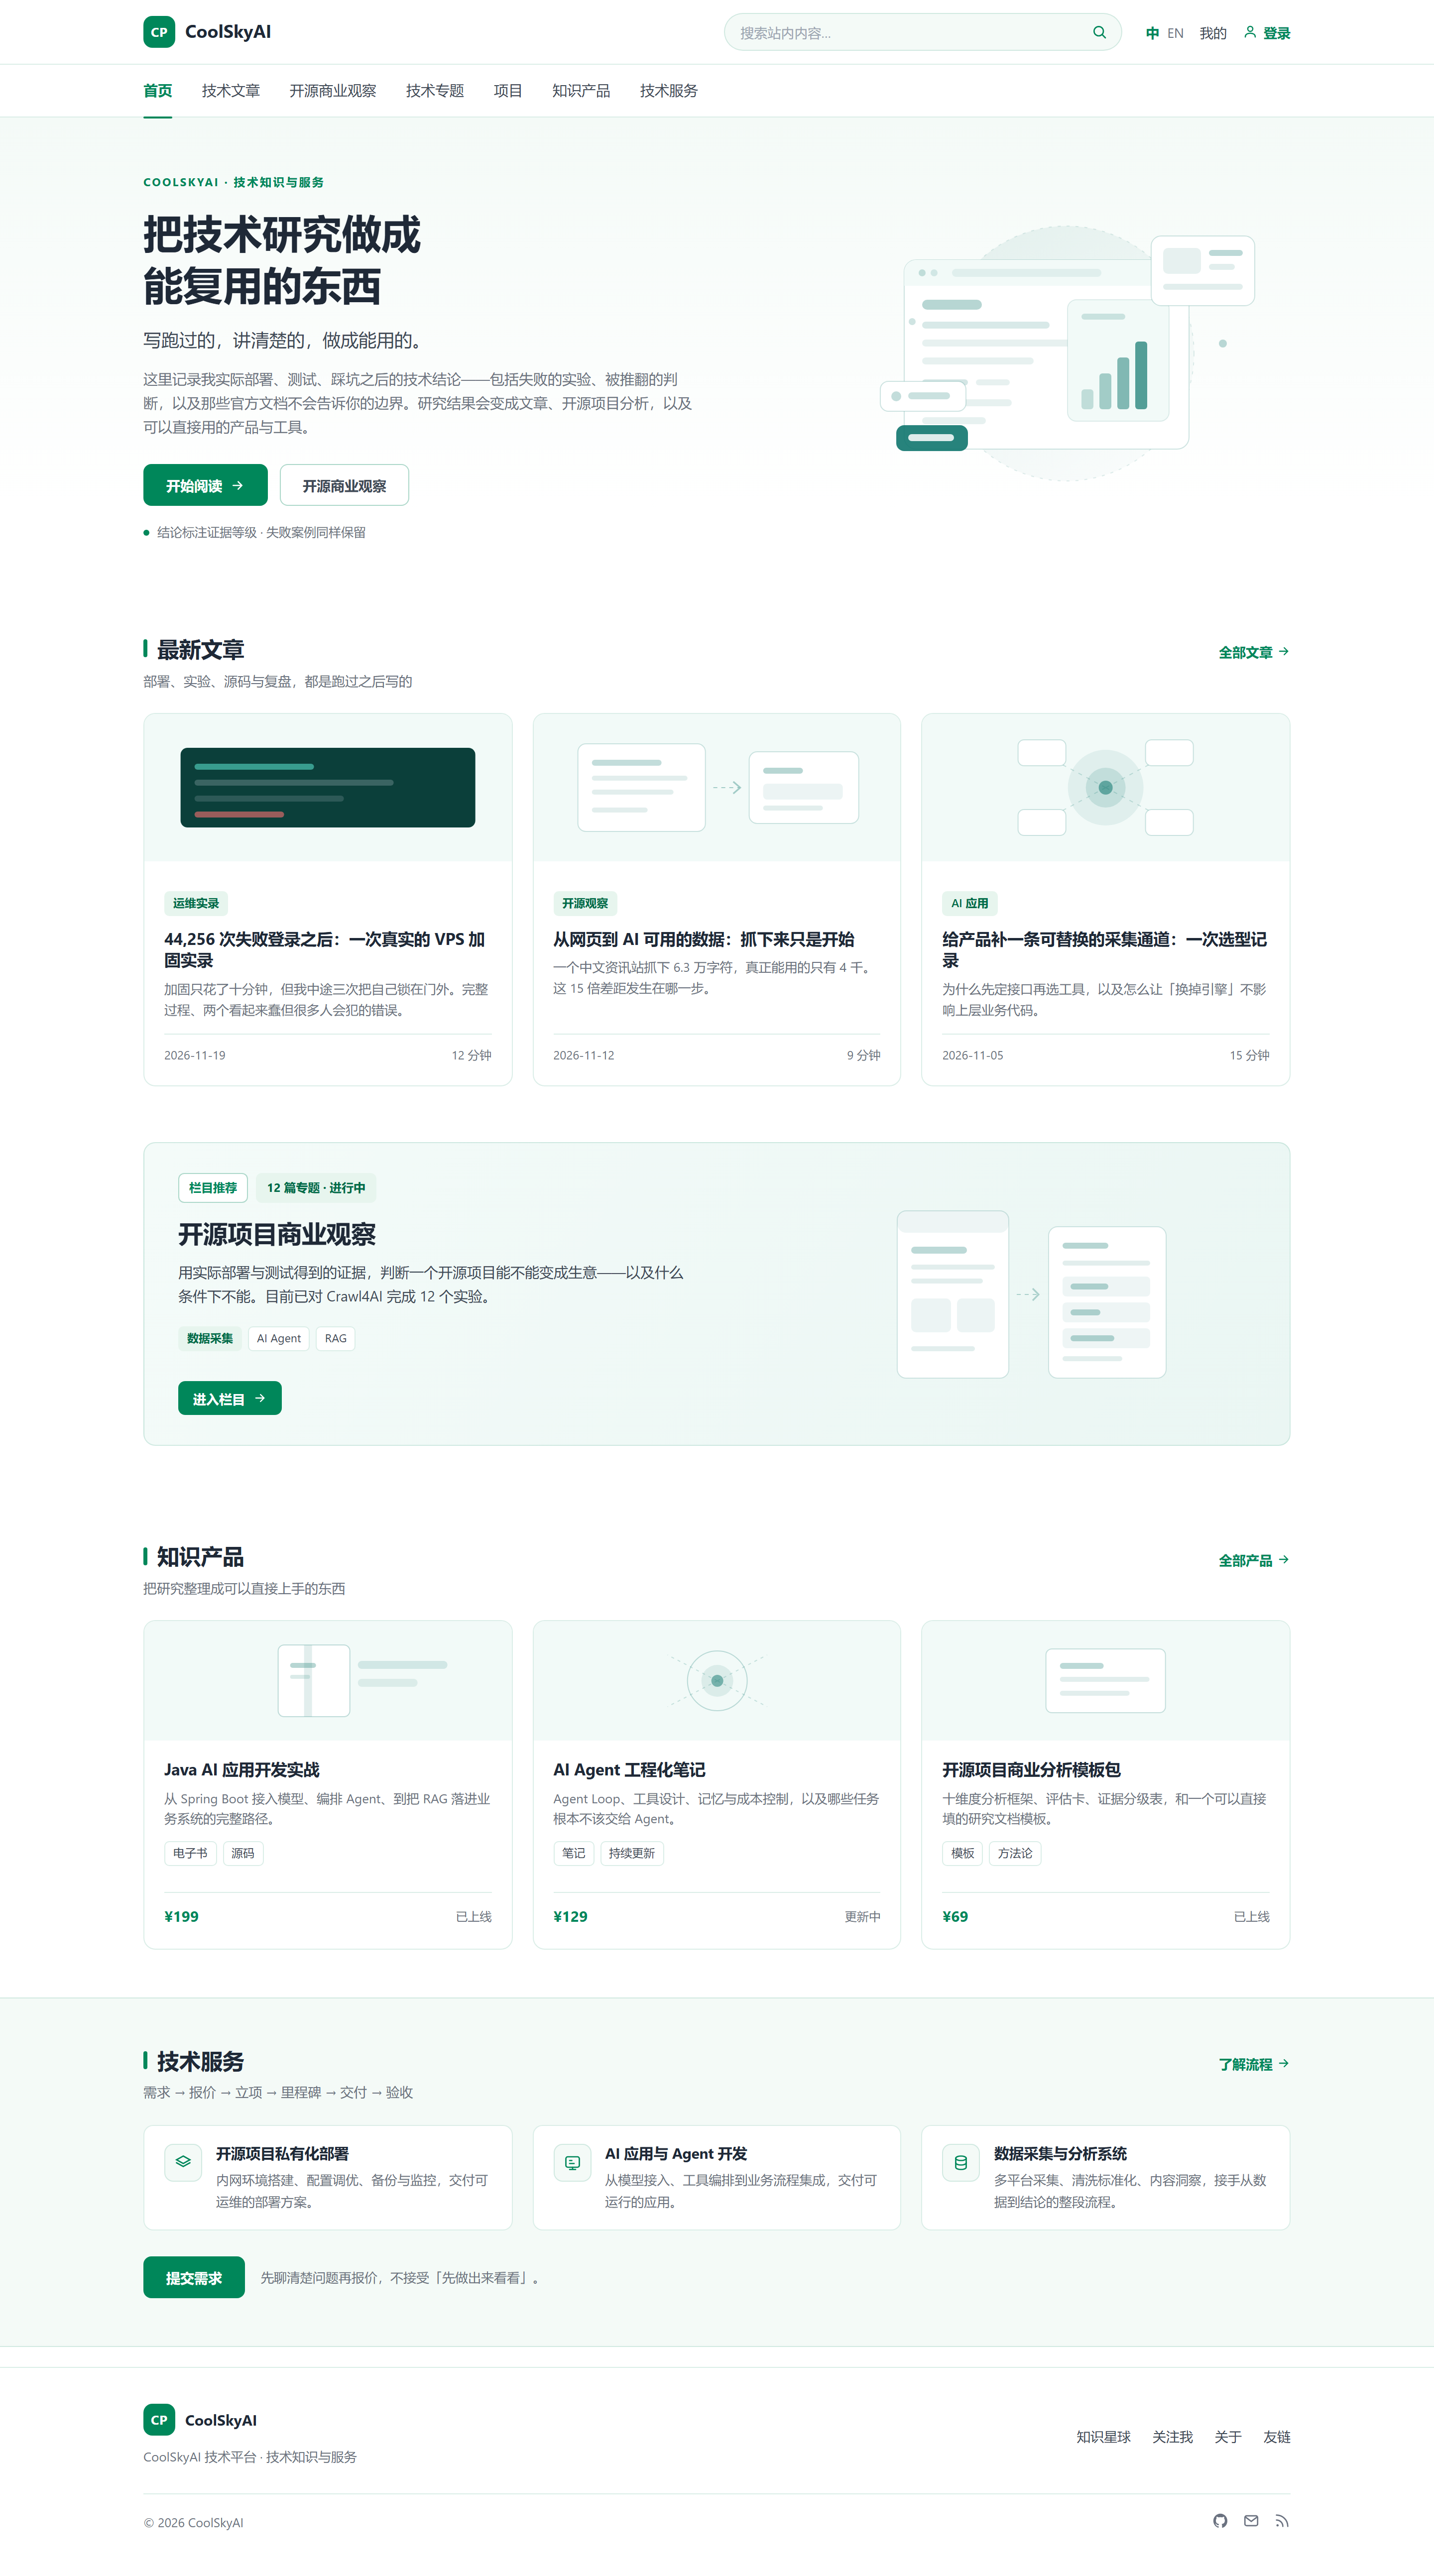 CP CoolSkyAI
搜索站内内容...
中 EN 我的 登录
首页 技术文章 开源商业观察 技术专题 项目 知识产品 技术服务
COOLSKYAI · 技术知识与服务
把技术研究做成
能复用的东西
写跑过的，讲清楚的，做成能用的。
这里记录我实际部署、测试、踩坑之后的技术结论——包括失败的实验、被推翻的判
断，以及那些官方文档不会告诉你的边界。研究结果会变成文章、开源项目分析，以及
可以直接用的产品与工具。
开始阅读 →
开源商业观察
结论标注证据等级 · 失败案例同样保留
最新文章
全部文章 →
部署、实验、源码与复盘，都是跑过之后写的
运维实录
44,256 次失败登录之后：一次真实的 VPS 加
固实录
加固只花了十分钟，但我中途三次把自己锁在门外。完整
过程、两个看起来蠢但很多人会犯的错误。
2026-11-19 12 分钟
开源观察
从网页到 AI 可用的数据：抓下来只是开始
一个中文资讯站抓下 6.3 万字符，真正能用的只有 4 千。
这 15 倍差距发生在哪一步。
2026-11-12 9 分钟
AI 应用
给产品补一条可替换的采集通道：一次选型记
录
为什么先定接口再选工具，以及怎么让「换掉引擎」不影
响上层业务代码。
2026-11-05 15 分钟
栏目推荐 12 篇专题 · 进行中
开源项目商业观察
用实际部署与测试得到的证据，判断一个开源项目能不能变成生意——以及什么
条件下不能。目前已对 Crawl4AI 完成 12 个实验。
数据采集 AI Agent RAG
进入栏目 →
知识产品
全部产品 →
把研究整理成可以直接上手的东西
Java AI 应用开发实战
从 Spring Boot 接入模型、编排 Agent、到把 RAG 落进业
务系统的完整路径。
电子书 源码
¥199 已上线
AI Agent 工程化笔记
Agent Loop、工具设计、记忆与成本控制，以及哪些任务
根本不该交给 Agent。
笔记 持续更新
¥129 更新中
开源项目商业分析模板包
十维度分析框架、评估卡、证据分级表，和一个可以直接
填的研究文档模板。
模板 方法论
¥69 已上线
技术服务
了解流程 →
需求 → 报价 → 立项 → 里程碑 → 交付 → 验收
开源项目私有化部署
内网环境搭建、配置调优、备份与监控，交付可
运维的部署方案。
AI 应用与 Agent 开发
从模型接入、工具编排到业务流程集成，交付可
运行的应用。
数据采集与分析系统
多平台采集、清洗标准化、内容洞察，接手从数
据到结论的整段流程。
提交需求
先聊清楚问题再报价，不接受「先做出来看看」。
CP CoolSkyAI
CoolSkyAI 技术平台 · 技术知识与服务
知识星球 关注我 关于 友链
© 2026 CoolSkyAI